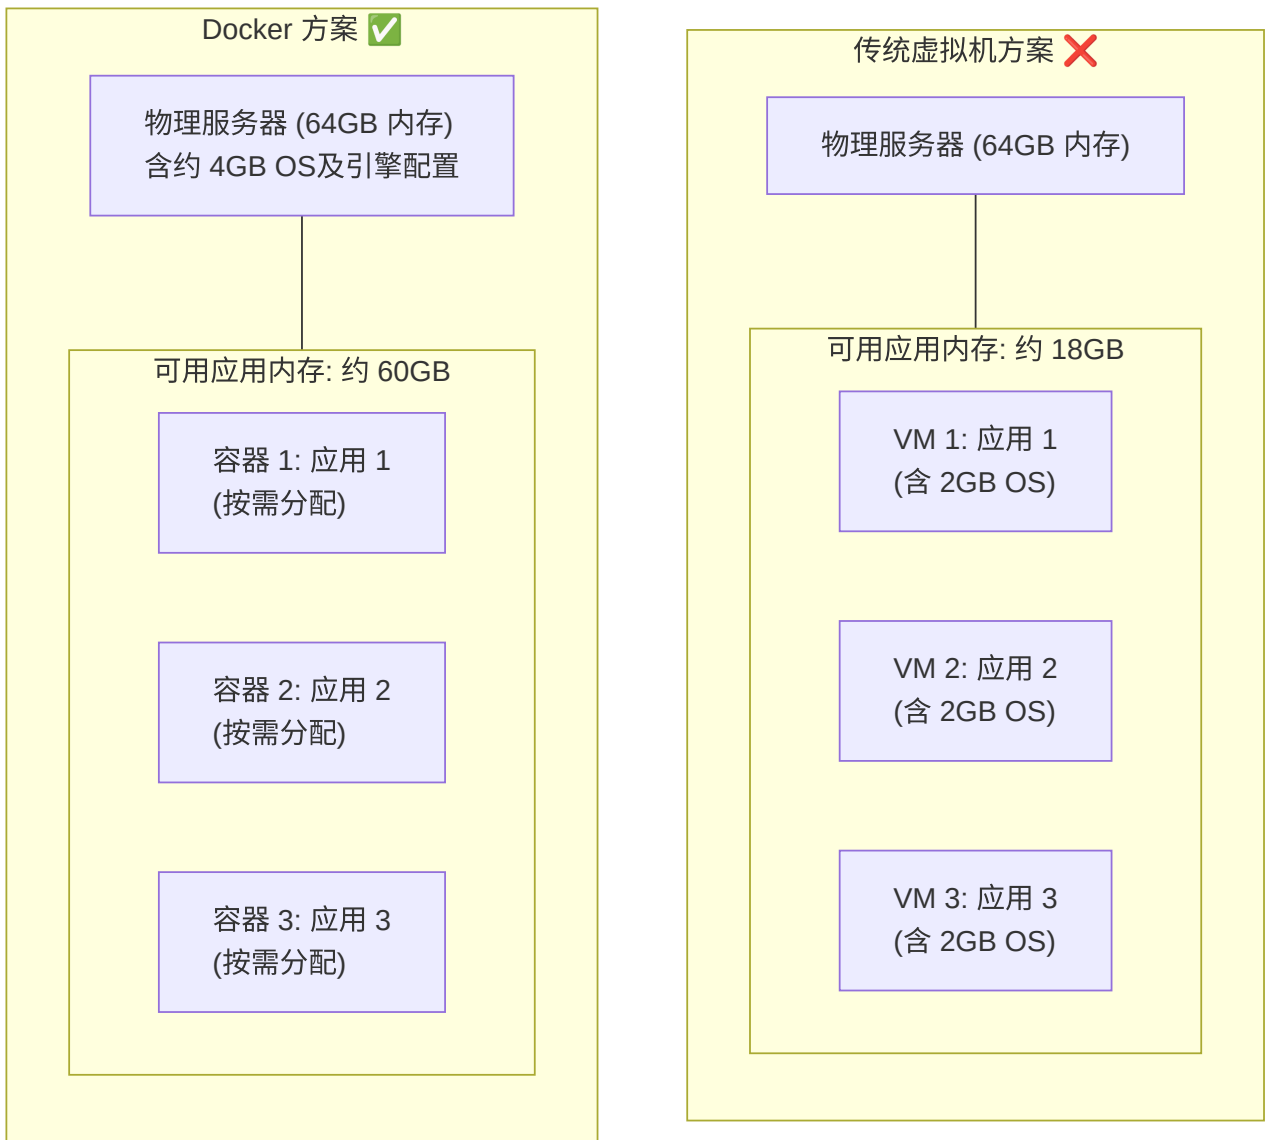 Docker 方案 ✅
物理服务器 (64GB 内存)
含约 4GB OS及引擎配置
可用应用内存: 约 60GB
容器 1: 应用 1
(按需分配)
容器 2: 应用 2
(按需分配)
容器 3: 应用 3
(按需分配)
传统虚拟机方案 ❌
物理服务器 (64GB 内存)
可用应用内存: 约 18GB
VM 1: 应用 1
(含 2GB OS)
VM 2: 应用 2
(含 2GB OS)
VM 3: 应用 3
(含 2GB OS)